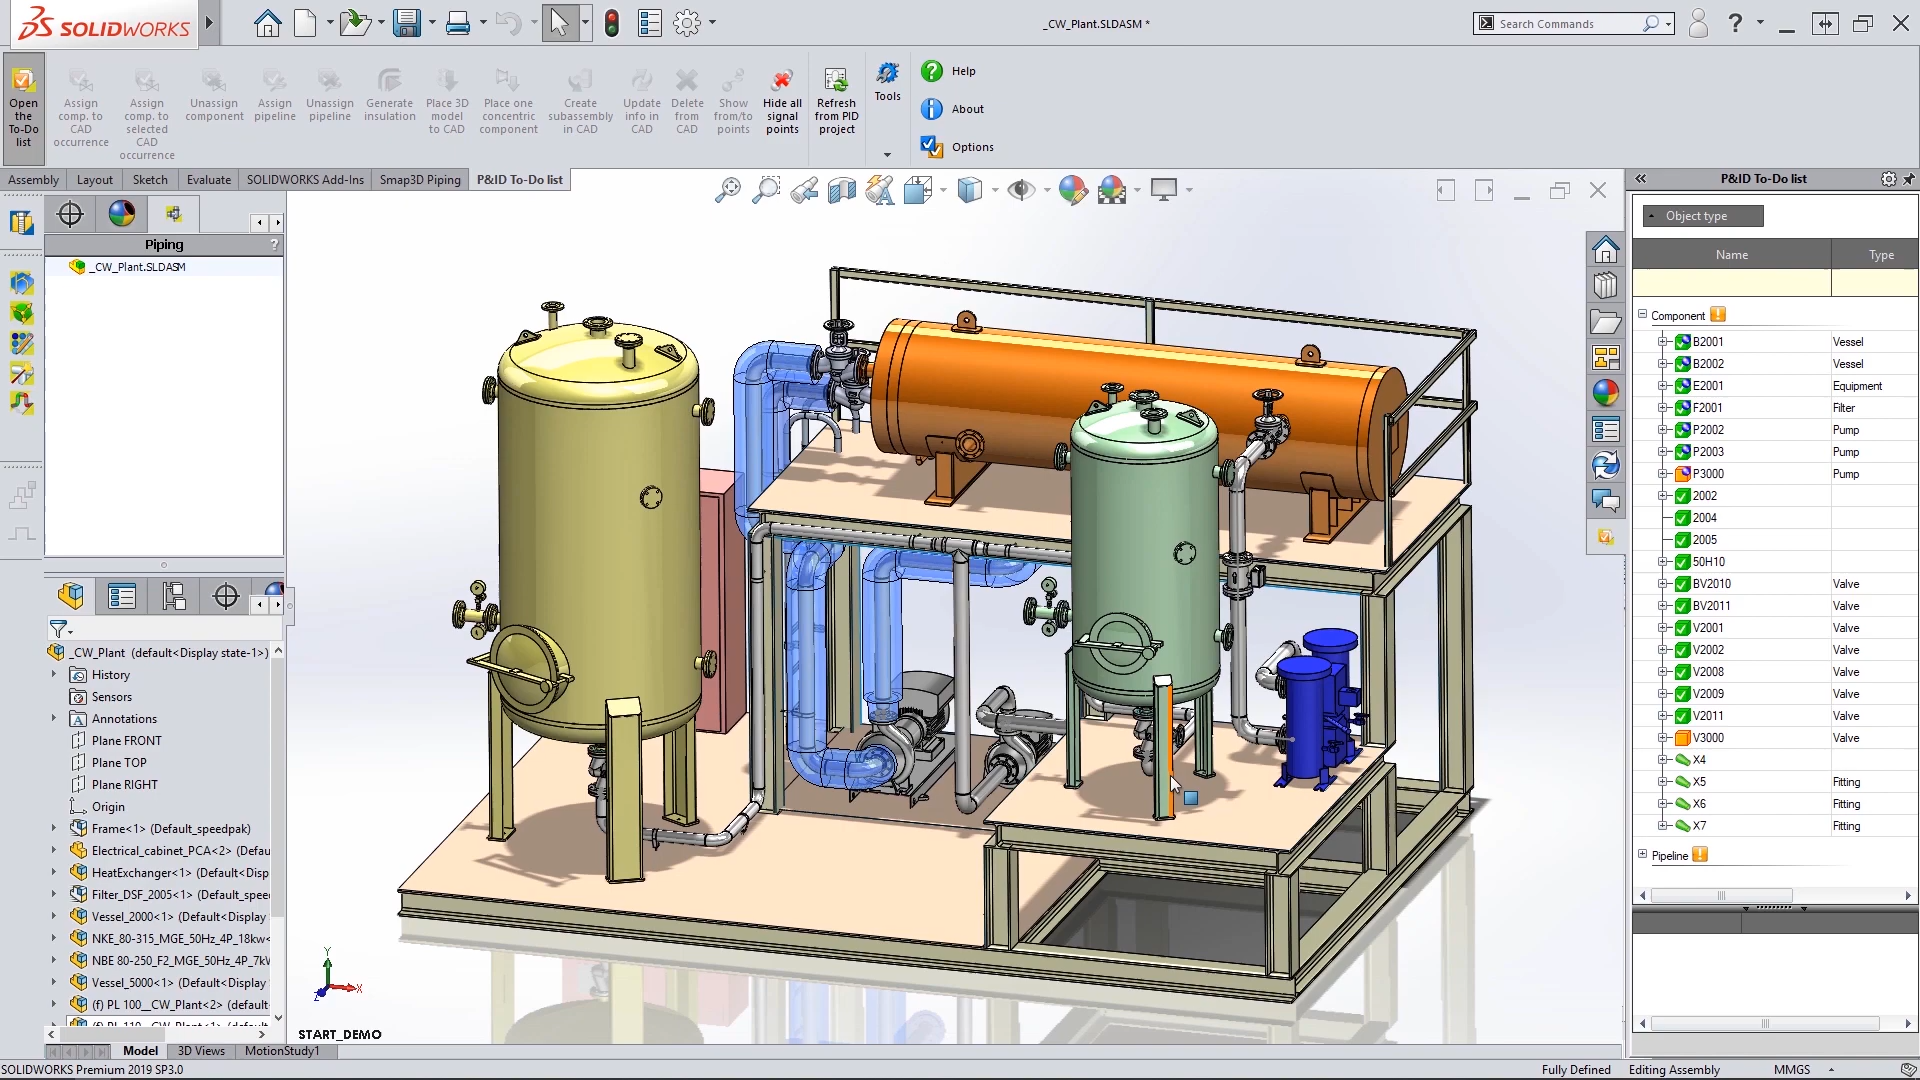 SOLIDWORKS
_CW_Plant.SLDASM *
Search Commands
?
Open the To-Do list
Assign comp. to CAD occurrence
Assign comp. to selected CAD occurrence
Unassign component
Assign pipeline
Unassign pipeline
Generate insulation
Place 3D model to CAD
Place one concentric component
Create subassembly in CAD
Update info in CAD
Delete from CAD
Show from/to points
Hide all signal points
Refresh from PID project
Tools
Help
About
Options
Assembly
Layout
Sketch
Evaluate
SOLIDWORKS Add-Ins
Smap3D Piping
P&ID To-Do list
Piping
?
_CW_Plant.SLDASM
_CW_Plant (default<Display state-1>)
History
Sensors
Annotations
Plane FRONT
Plane TOP
Plane RIGHT
Origin
Frame<1> (Default_speedpak)
Electrical_cabinet_PCA<2> (Defau
HeatExchanger<1> (Default<Disp
Filter_DSF_2005<1> (Default_spee
Vessel_2000<1> (Default<Display
NKE_80-315_MGE_50Hz_4P_18kw<
NBE 80-250_F2_MGE_50Hz_4P_7kV
Vessel_5000<1> (Default<Display
(f) PL 100__CW_Plant<2> (default
(f) PL 110__CW_Plant<1> (default
Y
X
Z
START_DEMO
Model
3D Views
MotionStudy1
SOLIDWORKS Premium 2019 SP3.0
Fully Defined
Editing Assembly
MMGS
P&ID To-Do list
Object type
Name Type
Component
B2001 Vessel
B2002 Vessel
E2001 Equipment
F2001 Filter
P2002 Pump
P2003 Pump
P3000 Pump
2002
2004
2005
50H10
BV2010 Valve
BV2011 Valve
V2001 Valve
V2002 Valve
V2008 Valve
V2009 Valve
V2011 Valve
V3000 Valve
X4
X5 Fitting
X6 Fitting
X7 Fitting
Pipeline